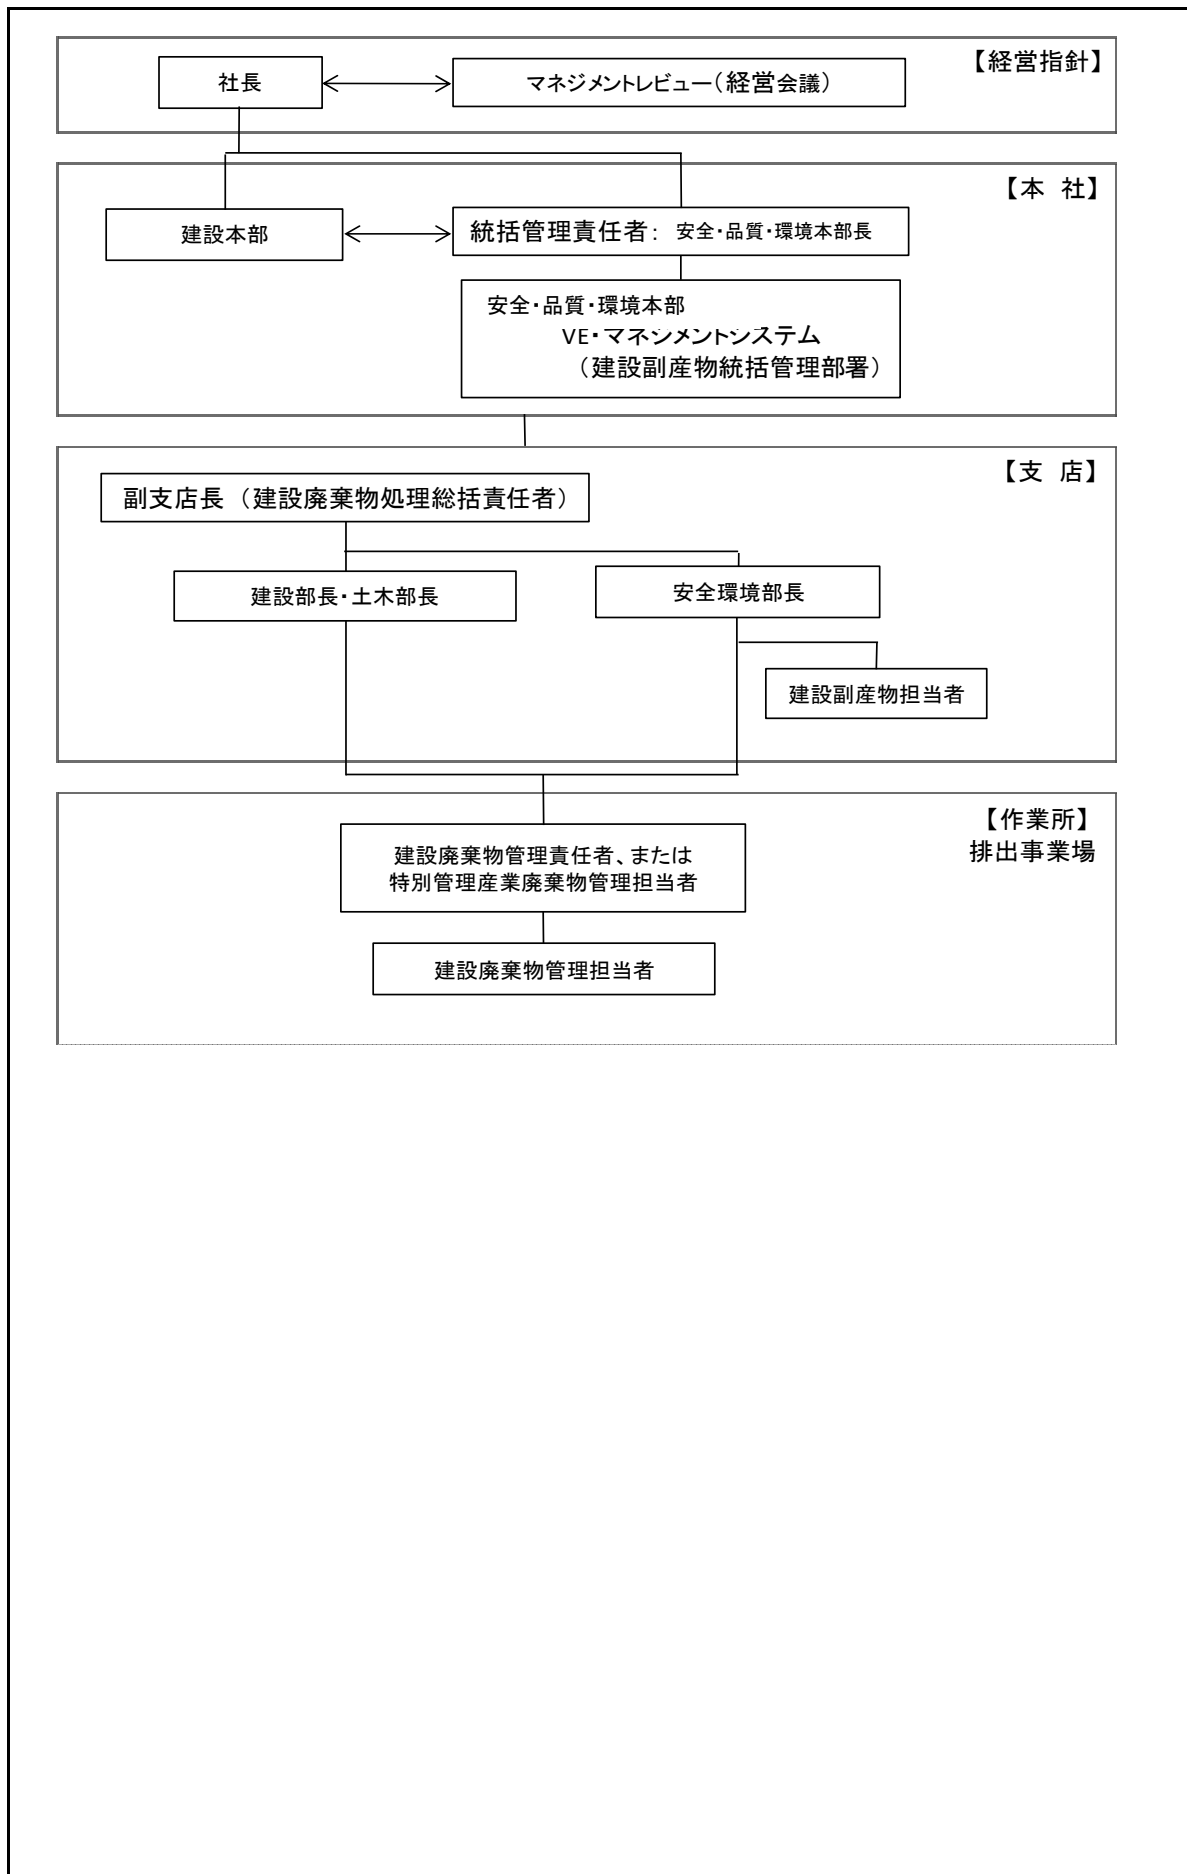 【経営指針】
社長
マネジメントレビュー（経営会議）
【本 社】
建設本部
統括管理責任者： 安全・品質・環境本部長
安全・品質・環境本部
VE・マネジメントシステム
（建設副産物統括管理部署）
【支 店】
副支店長 （建設廃棄物処理総括責任者）
建設部長・土木部長
安全環境部長
建設副産物担当者
【作業所】
排出事業場
建設廃棄物管理責任者、または
特別管理産業廃棄物管理担当者
建設廃棄物管理担当者